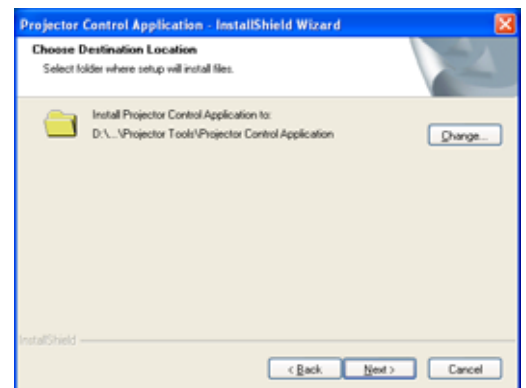 Projector Control Application - InstallShield Wizard
Choose Destination Location
Select folder where setup will install files.
Install Projector Control Application to:
D:\...\Projector Tools\Projector Control Application
Change...
InstallShield
< Back
Next >
Cancel